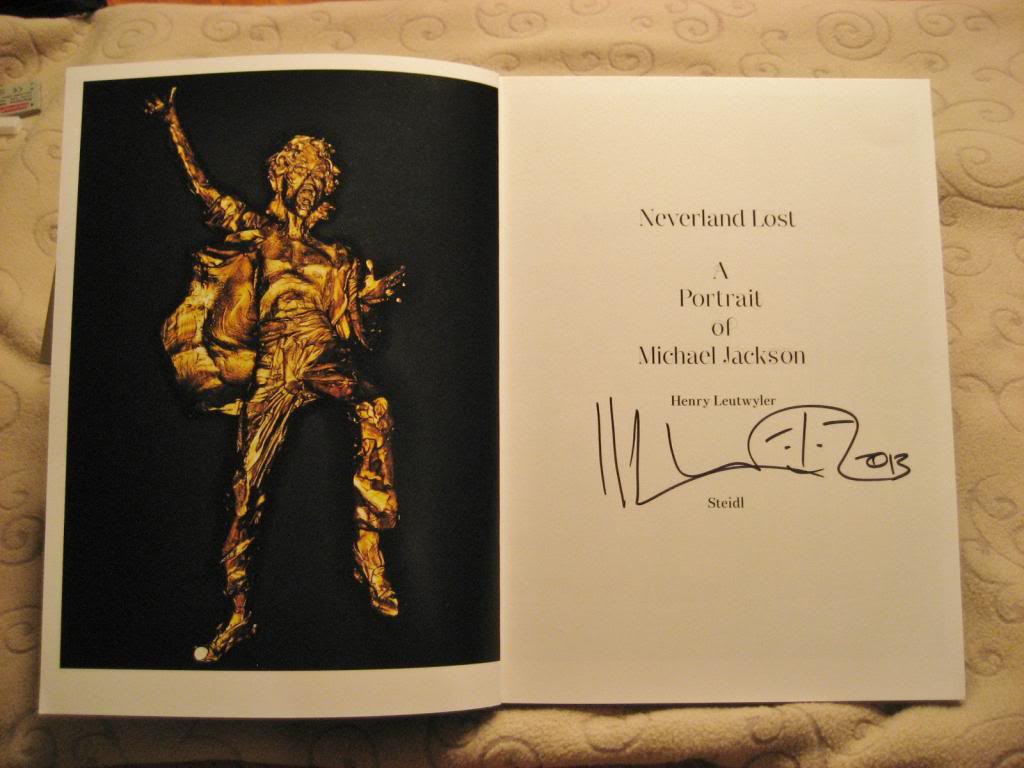 Neverland Lost
A
Portrait
of
Michael Jackson
Henry Leutwyler
2013
Steidl